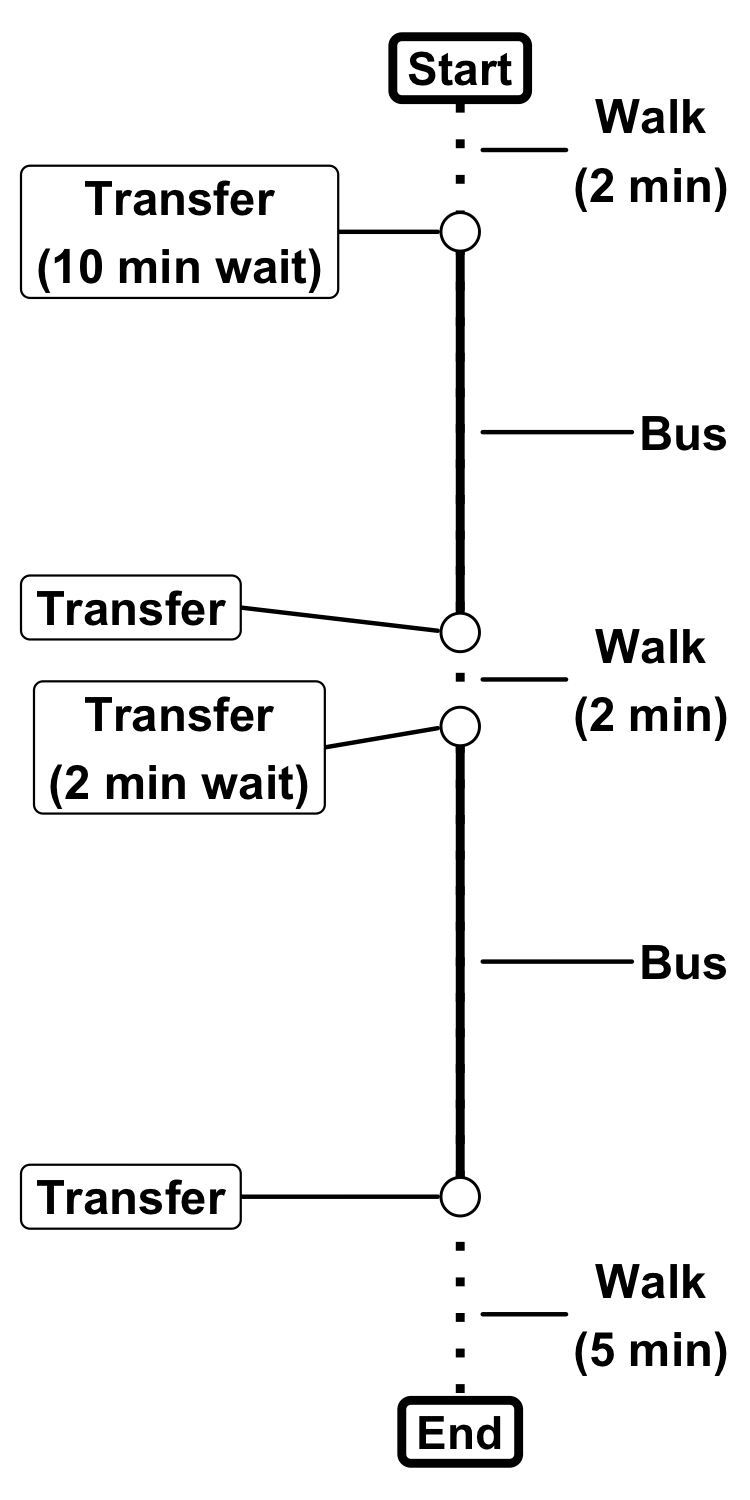 Start
Walk
(2 min)
Transfer
(10 min wait)
Bus
Transfer
Walk
(2 min)
Transfer
(2 min wait)
Bus
Transfer
Walk
(5 min)
End